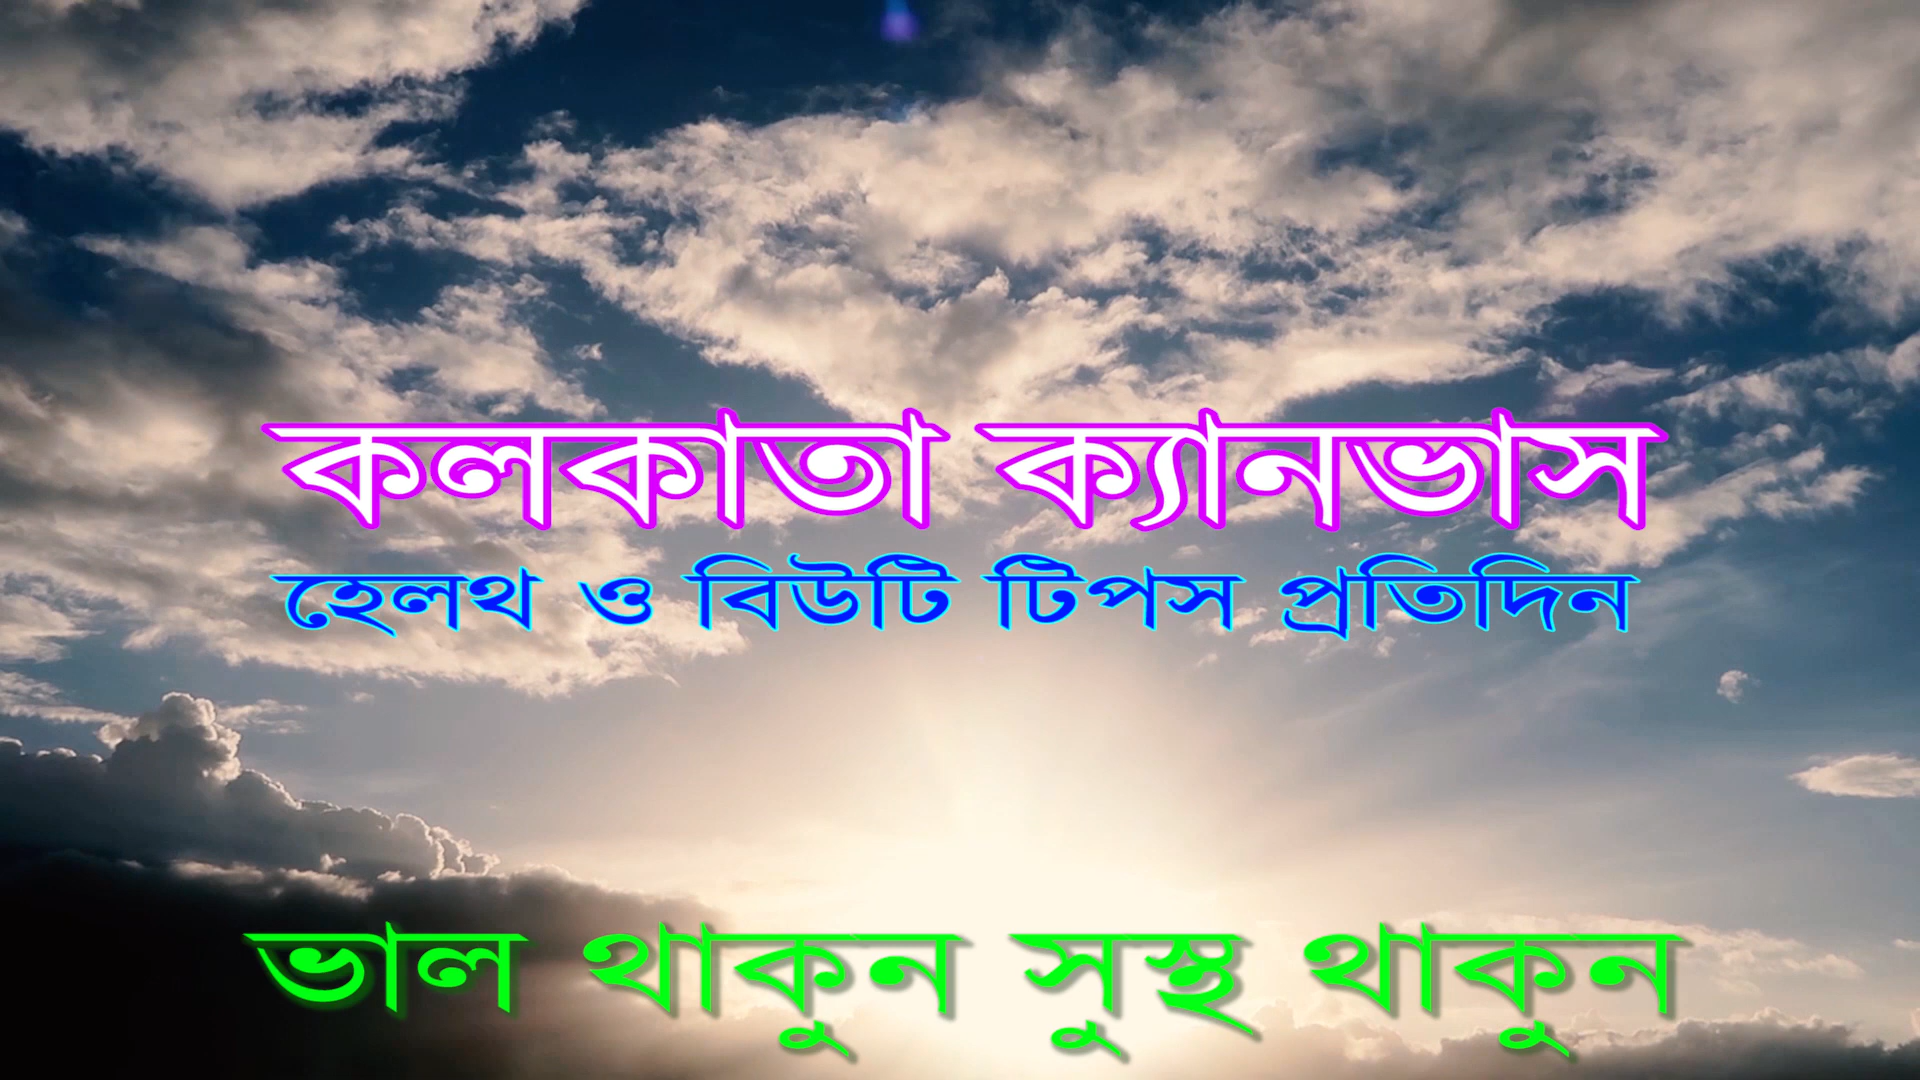 কলকাতা ক্যানভাস
হেলথ ও বিউটি টিপস প্রতিদিন
ভাল থাকুন সুস্থ থাকুন